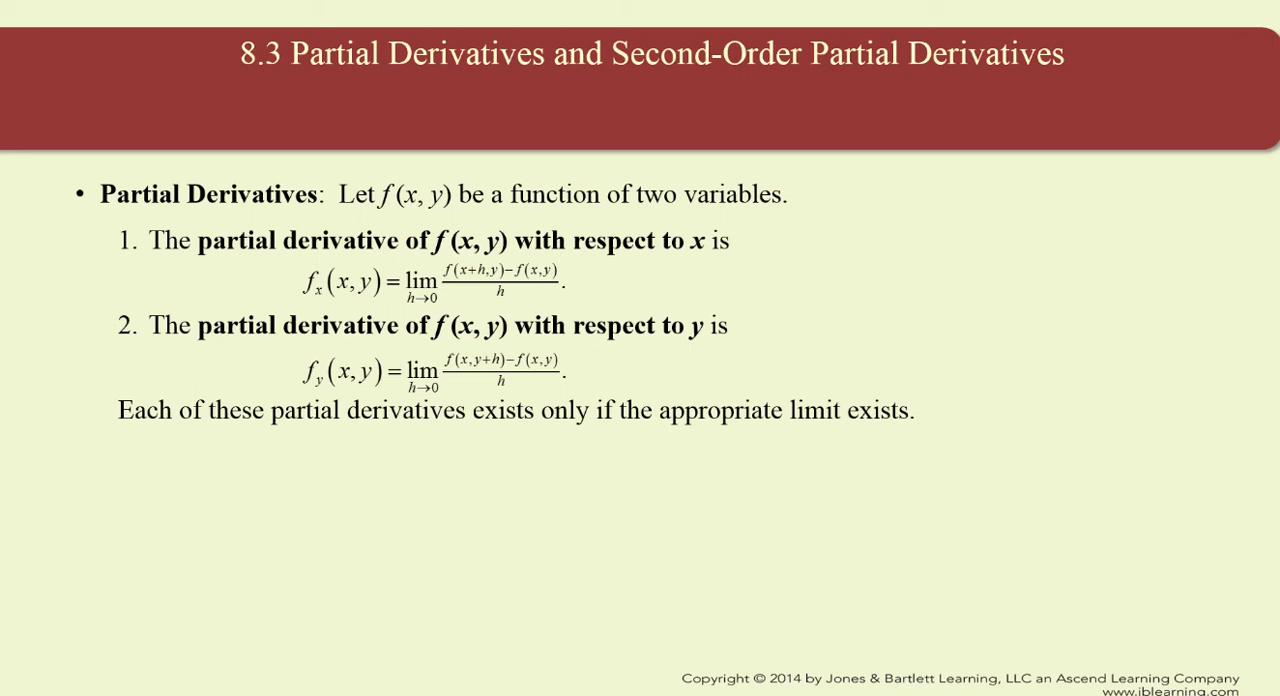 8.3 Partial Derivatives and Second-Order Partial Derivatives
• Partial Derivatives: Let f (x, y) be a function of two variables.
1. The partial derivative of f (x, y) with respect to x is
fₓ(x, y) = lim h→0 f(x+h,y)−f(x,y) / h .
2. The partial derivative of f (x, y) with respect to y is
f_y(x, y) = lim h→0 f(x,y+h)−f(x,y) / h .
Each of these partial derivatives exists only if the appropriate limit exists.
Copyright © 2014 by Jones & Bartlett Learning, LLC an Ascend Learning Company
www.jblearning.com